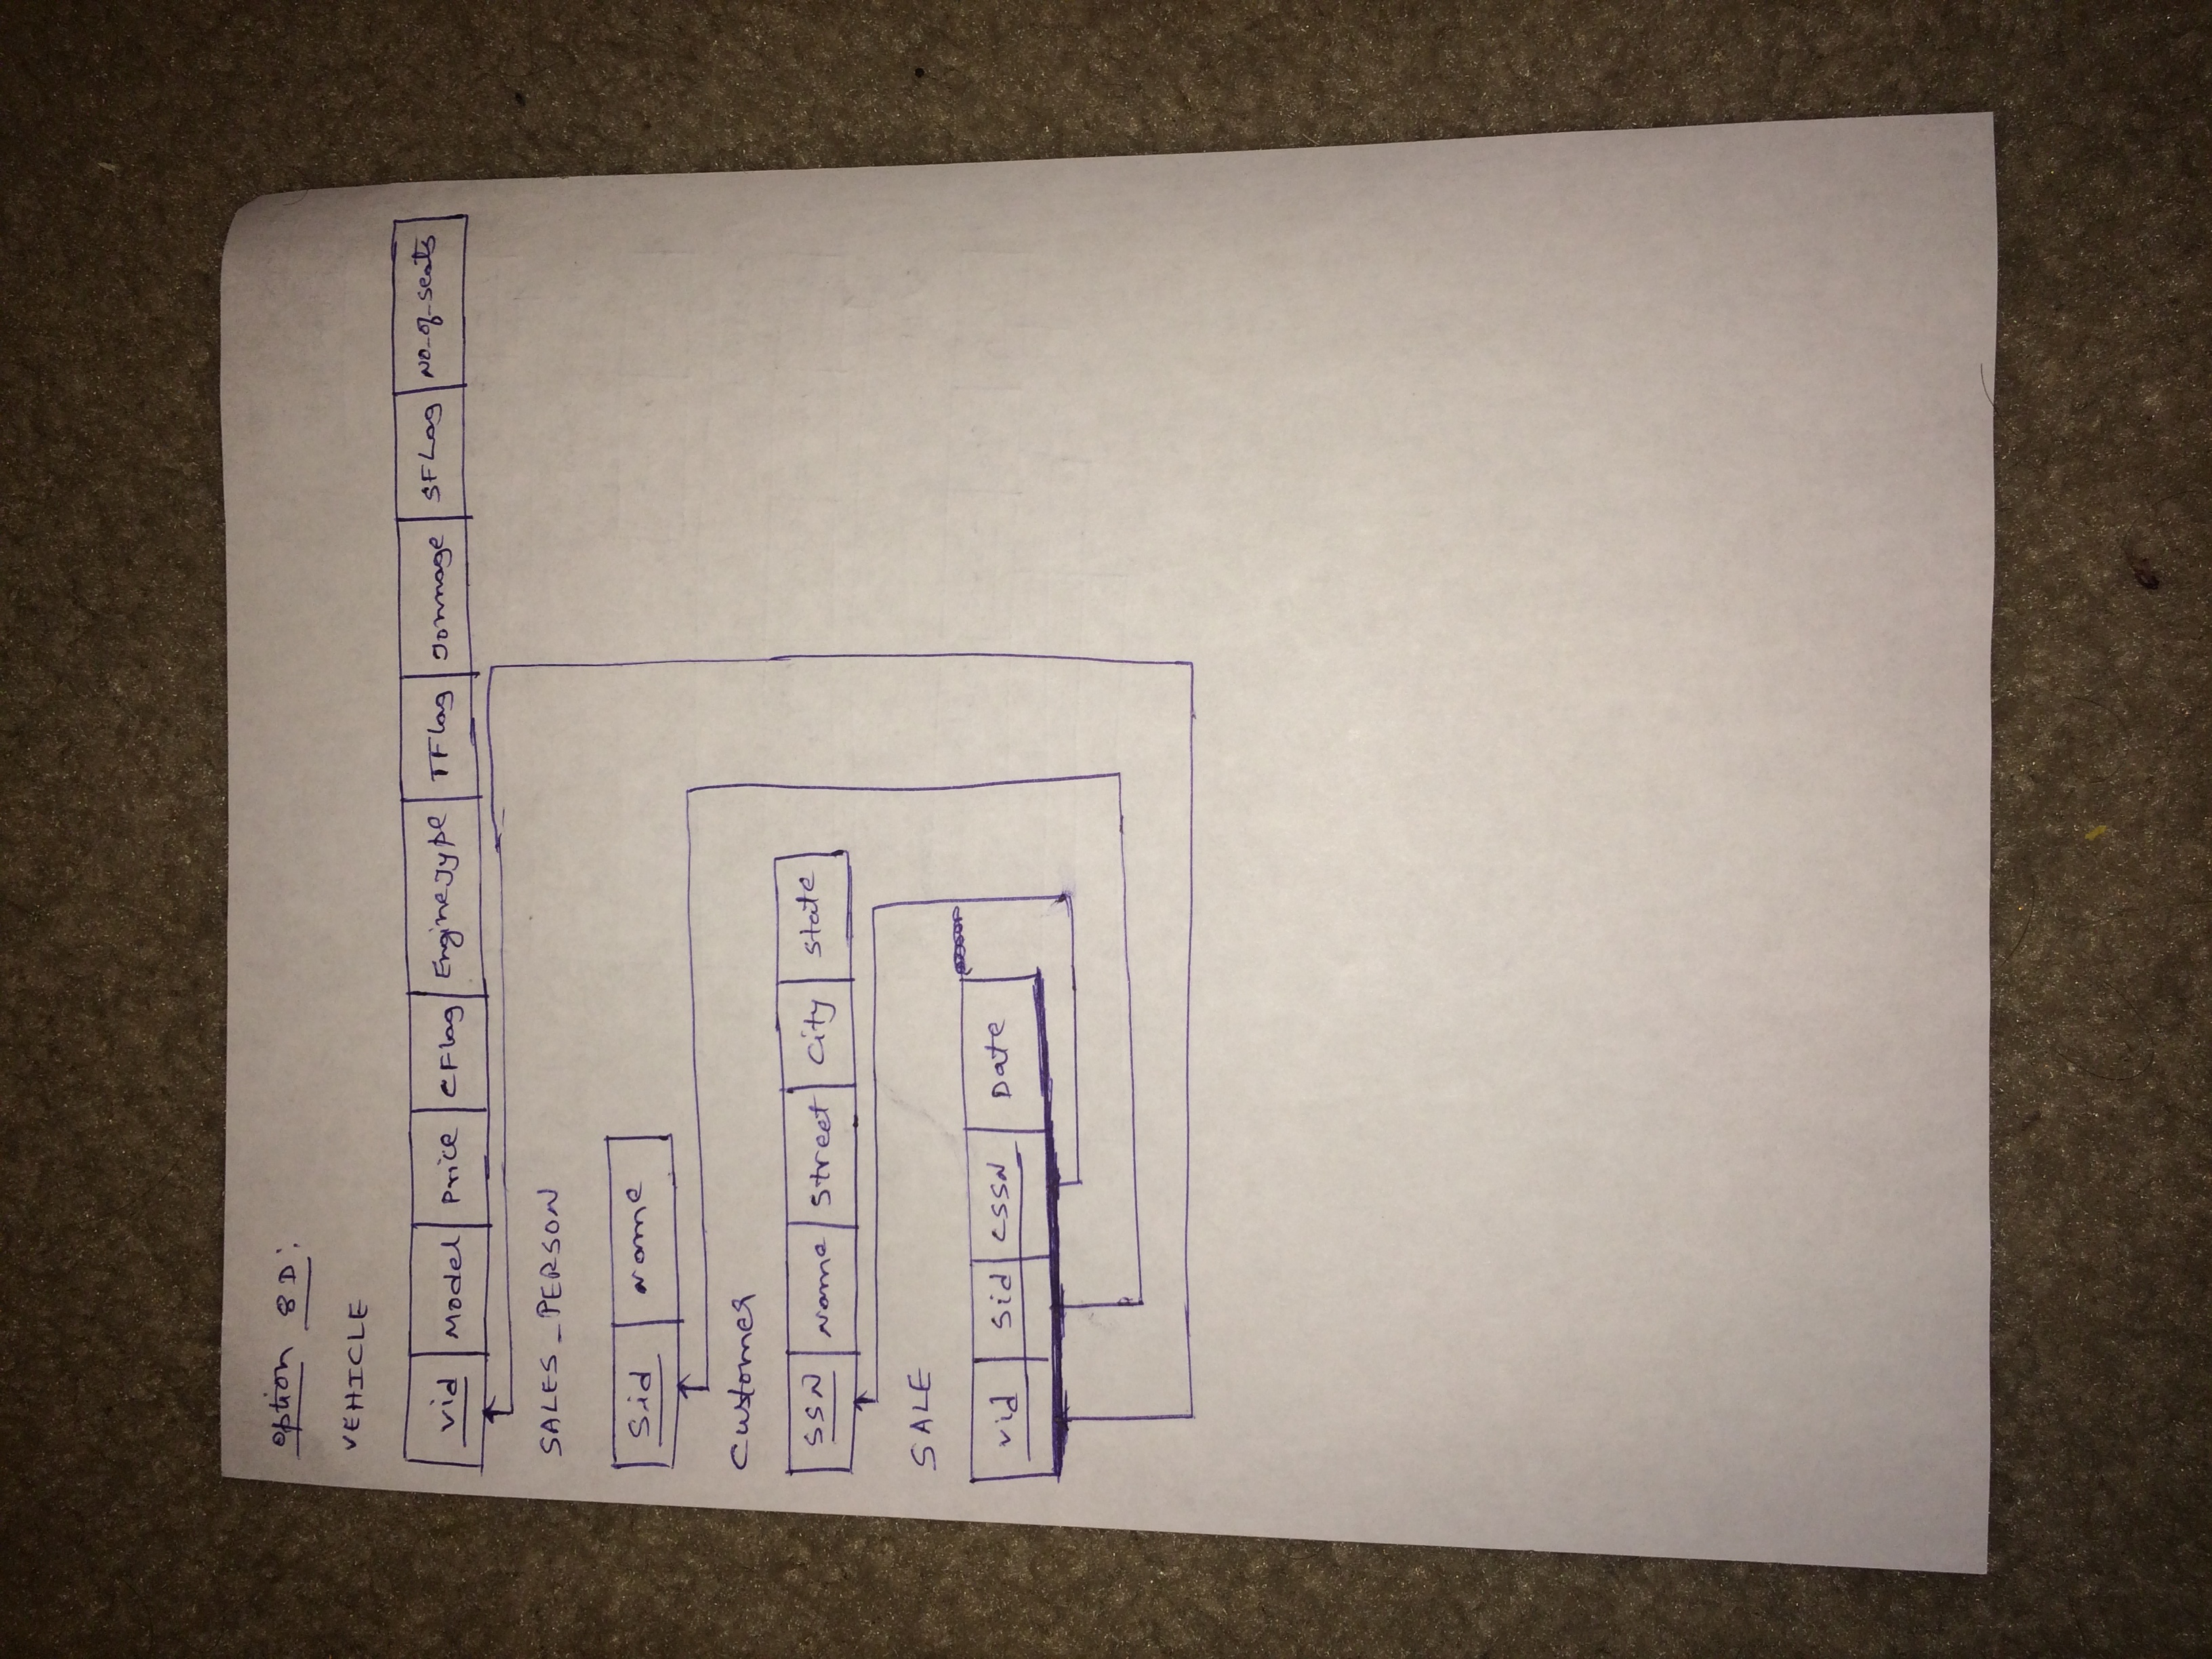 Option 8D:
VEHICLE
Vid Model Price CFlag EngineType TFlag Tonnage SFLag No-of-seats
SALES_PERSON
Sid Name
Customer
SSN Name Street City State
SALE
Vid Sid CSSN Date